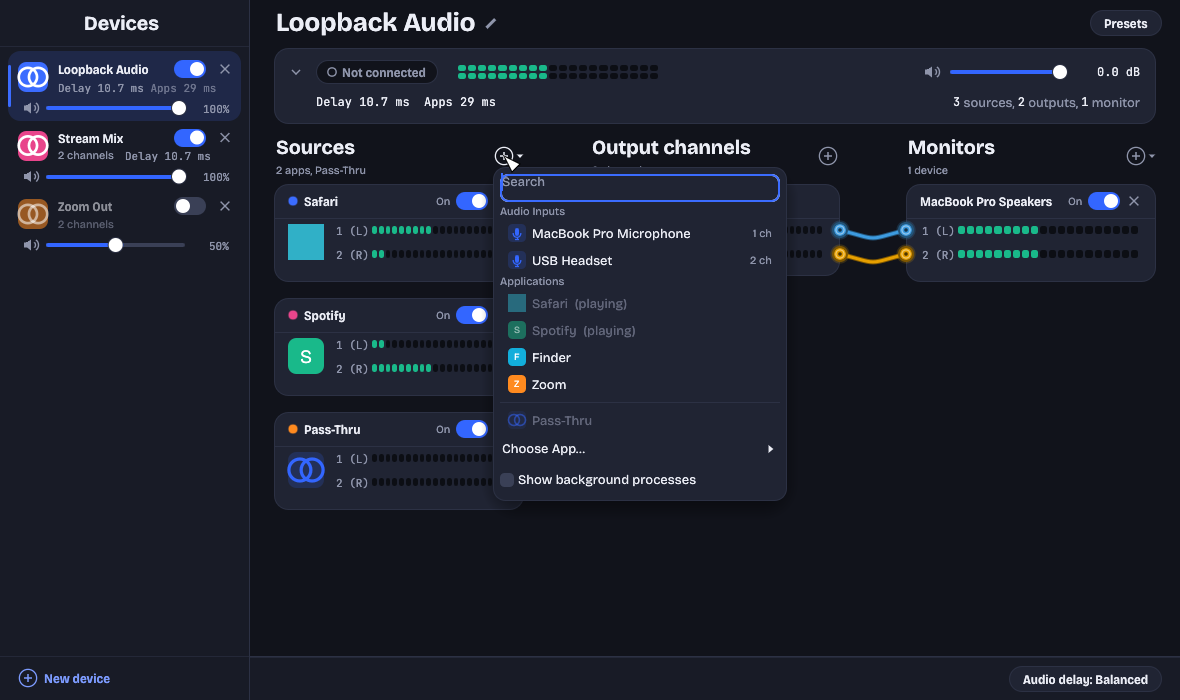 Devices
Loopback Audio
Delay 10.7 ms Apps 29 ms
100%
Stream Mix
2 channels Delay 10.7 ms
100%
Zoom Out
2 channels
50%
New device
Loopback Audio
Presets
Not connected
0.0 dB
Delay 10.7 ms Apps 29 ms
3 sources, 2 outputs, 1 monitor
Sources
2 apps, Pass-Thru
Safari On
1 (L)
2 (R)
Spotify On
S
1 (L)
2 (R)
Pass-Thru On
1 (L)
2 (R)
Output channels
Search
Audio Inputs
MacBook Pro Microphone 1 ch
USB Headset 2 ch
Applications
Safari (playing)
S Spotify (playing)
F Finder
Z Zoom
Pass-Thru
Choose App...
Show background processes
Monitors
1 device
MacBook Pro Speakers On
1 (L)
2 (R)
Audio delay: Balanced